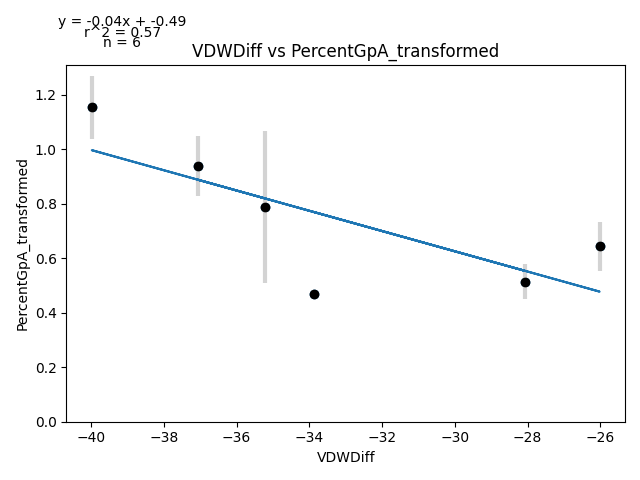 y = -0.04x + -0.49
r^2 = 0.57
n = 6
VDWDiff vs PercentGpA_transformed
PercentGpA_transformed
1.2
1.0
0.8
0.6
0.4
0.2
0.0
−40
−38
−36
−34
−32
−30
−28
−26
VDWDiff